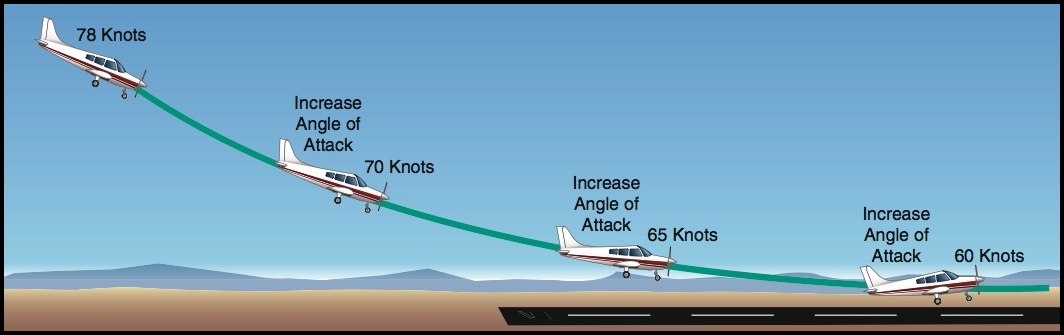 78 Knots
Increase
Angle of
Attack
70 Knots
Increase
Angle of
Attack
65 Knots
Increase
Angle of
Attack
60 Knots